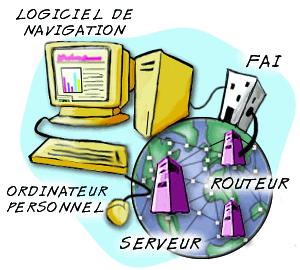 LOGICIEL DE
NAVIGATION
FAI
ORDINATEUR
PERSONNEL
ROUTEUR
SERVEUR